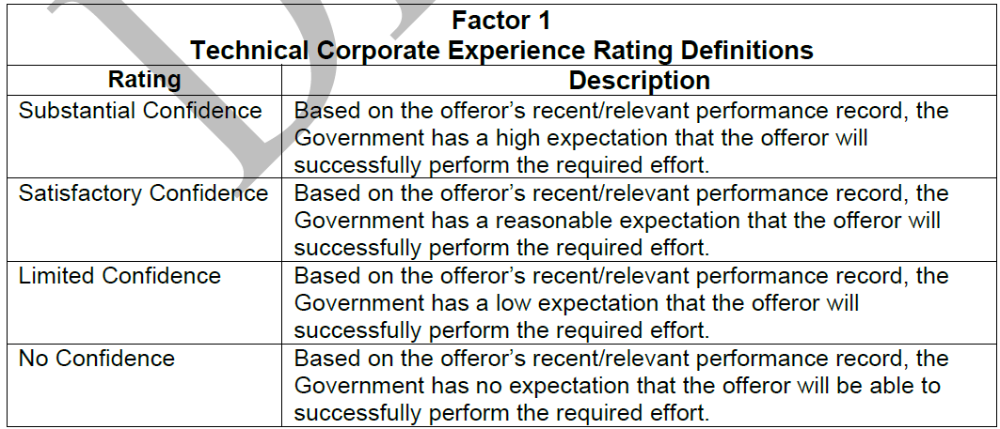 Factor 1
Technical Corporate Experience Rating Definitions
Rating
Description
Substantial Confidence
Based on the offeror’s recent/relevant performance record, the
Government has a high expectation that the offeror will
successfully perform the required effort.
Satisfactory Confidence
Based on the offeror’s recent/relevant performance record, the
Government has a reasonable expectation that the offeror will
successfully perform the required effort.
Limited Confidence
Based on the offeror’s recent/relevant performance record, the
Government has a low expectation that the offeror will
successfully perform the required effort.
No Confidence
Based on the offeror’s recent/relevant performance record, the
Government has no expectation that the offeror will be able to
successfully perform the required effort.